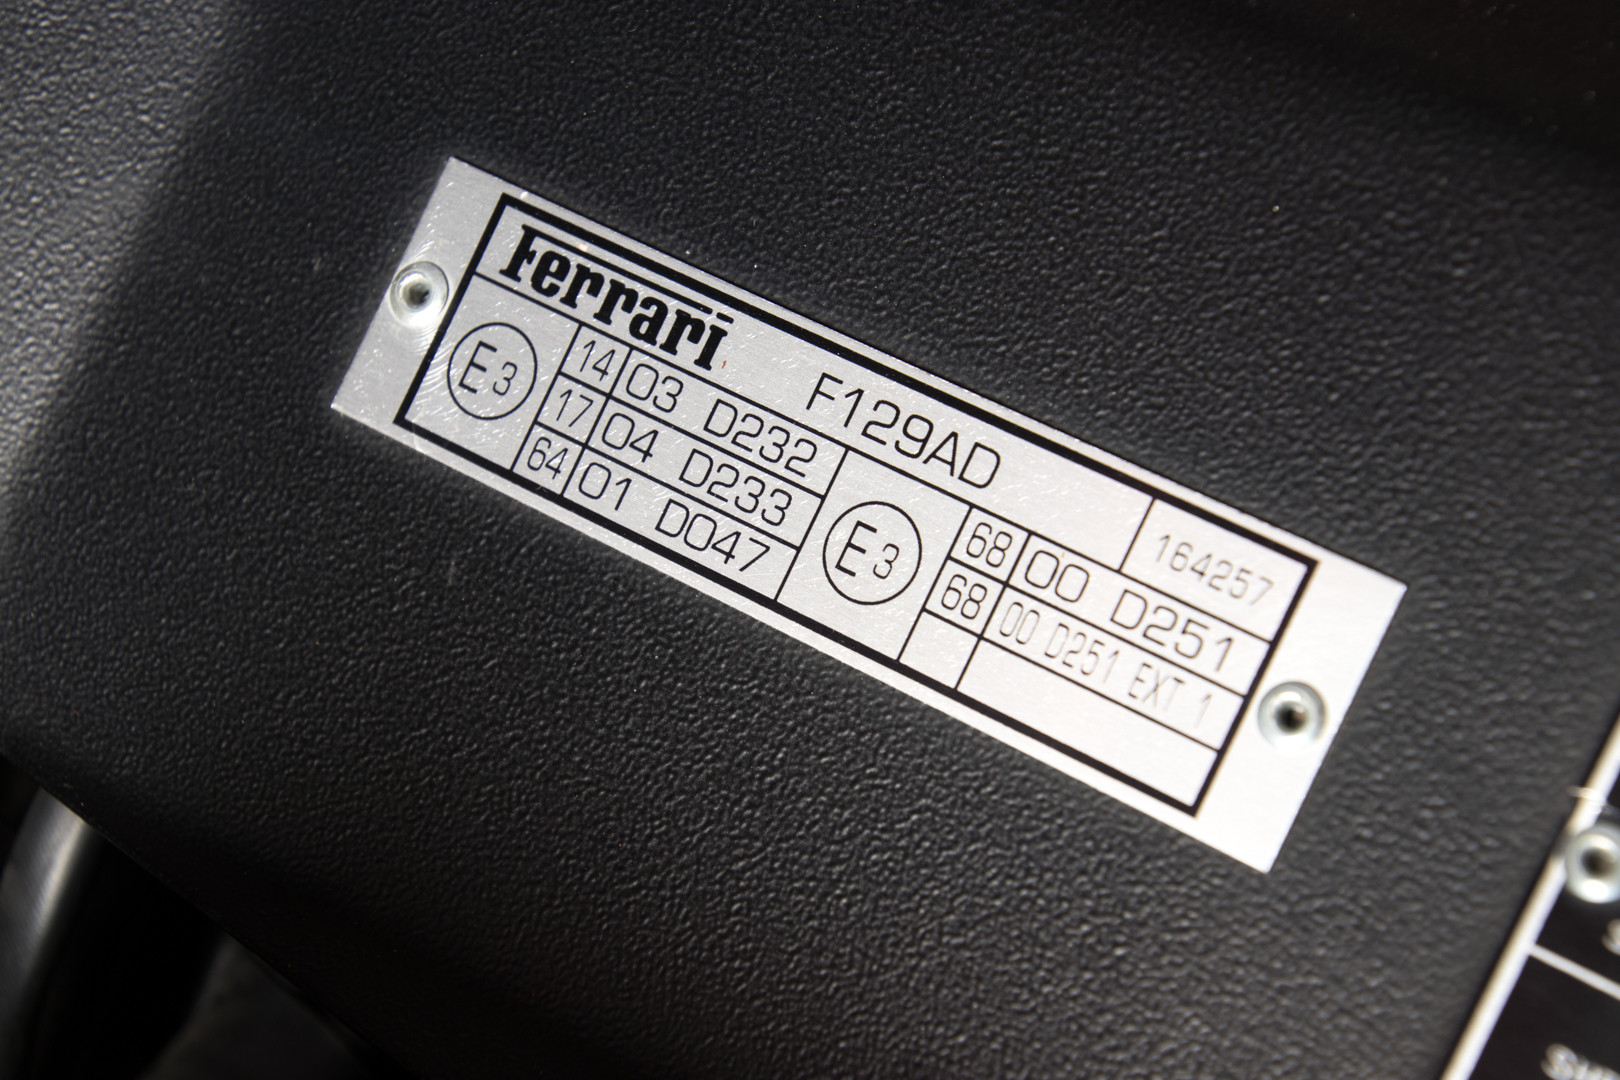 Ferrari F129AD 164257
E3 14 03 D232
17 04 D233
64 01 D047
E3 68 00 D251
68 00 D251 EXT 1